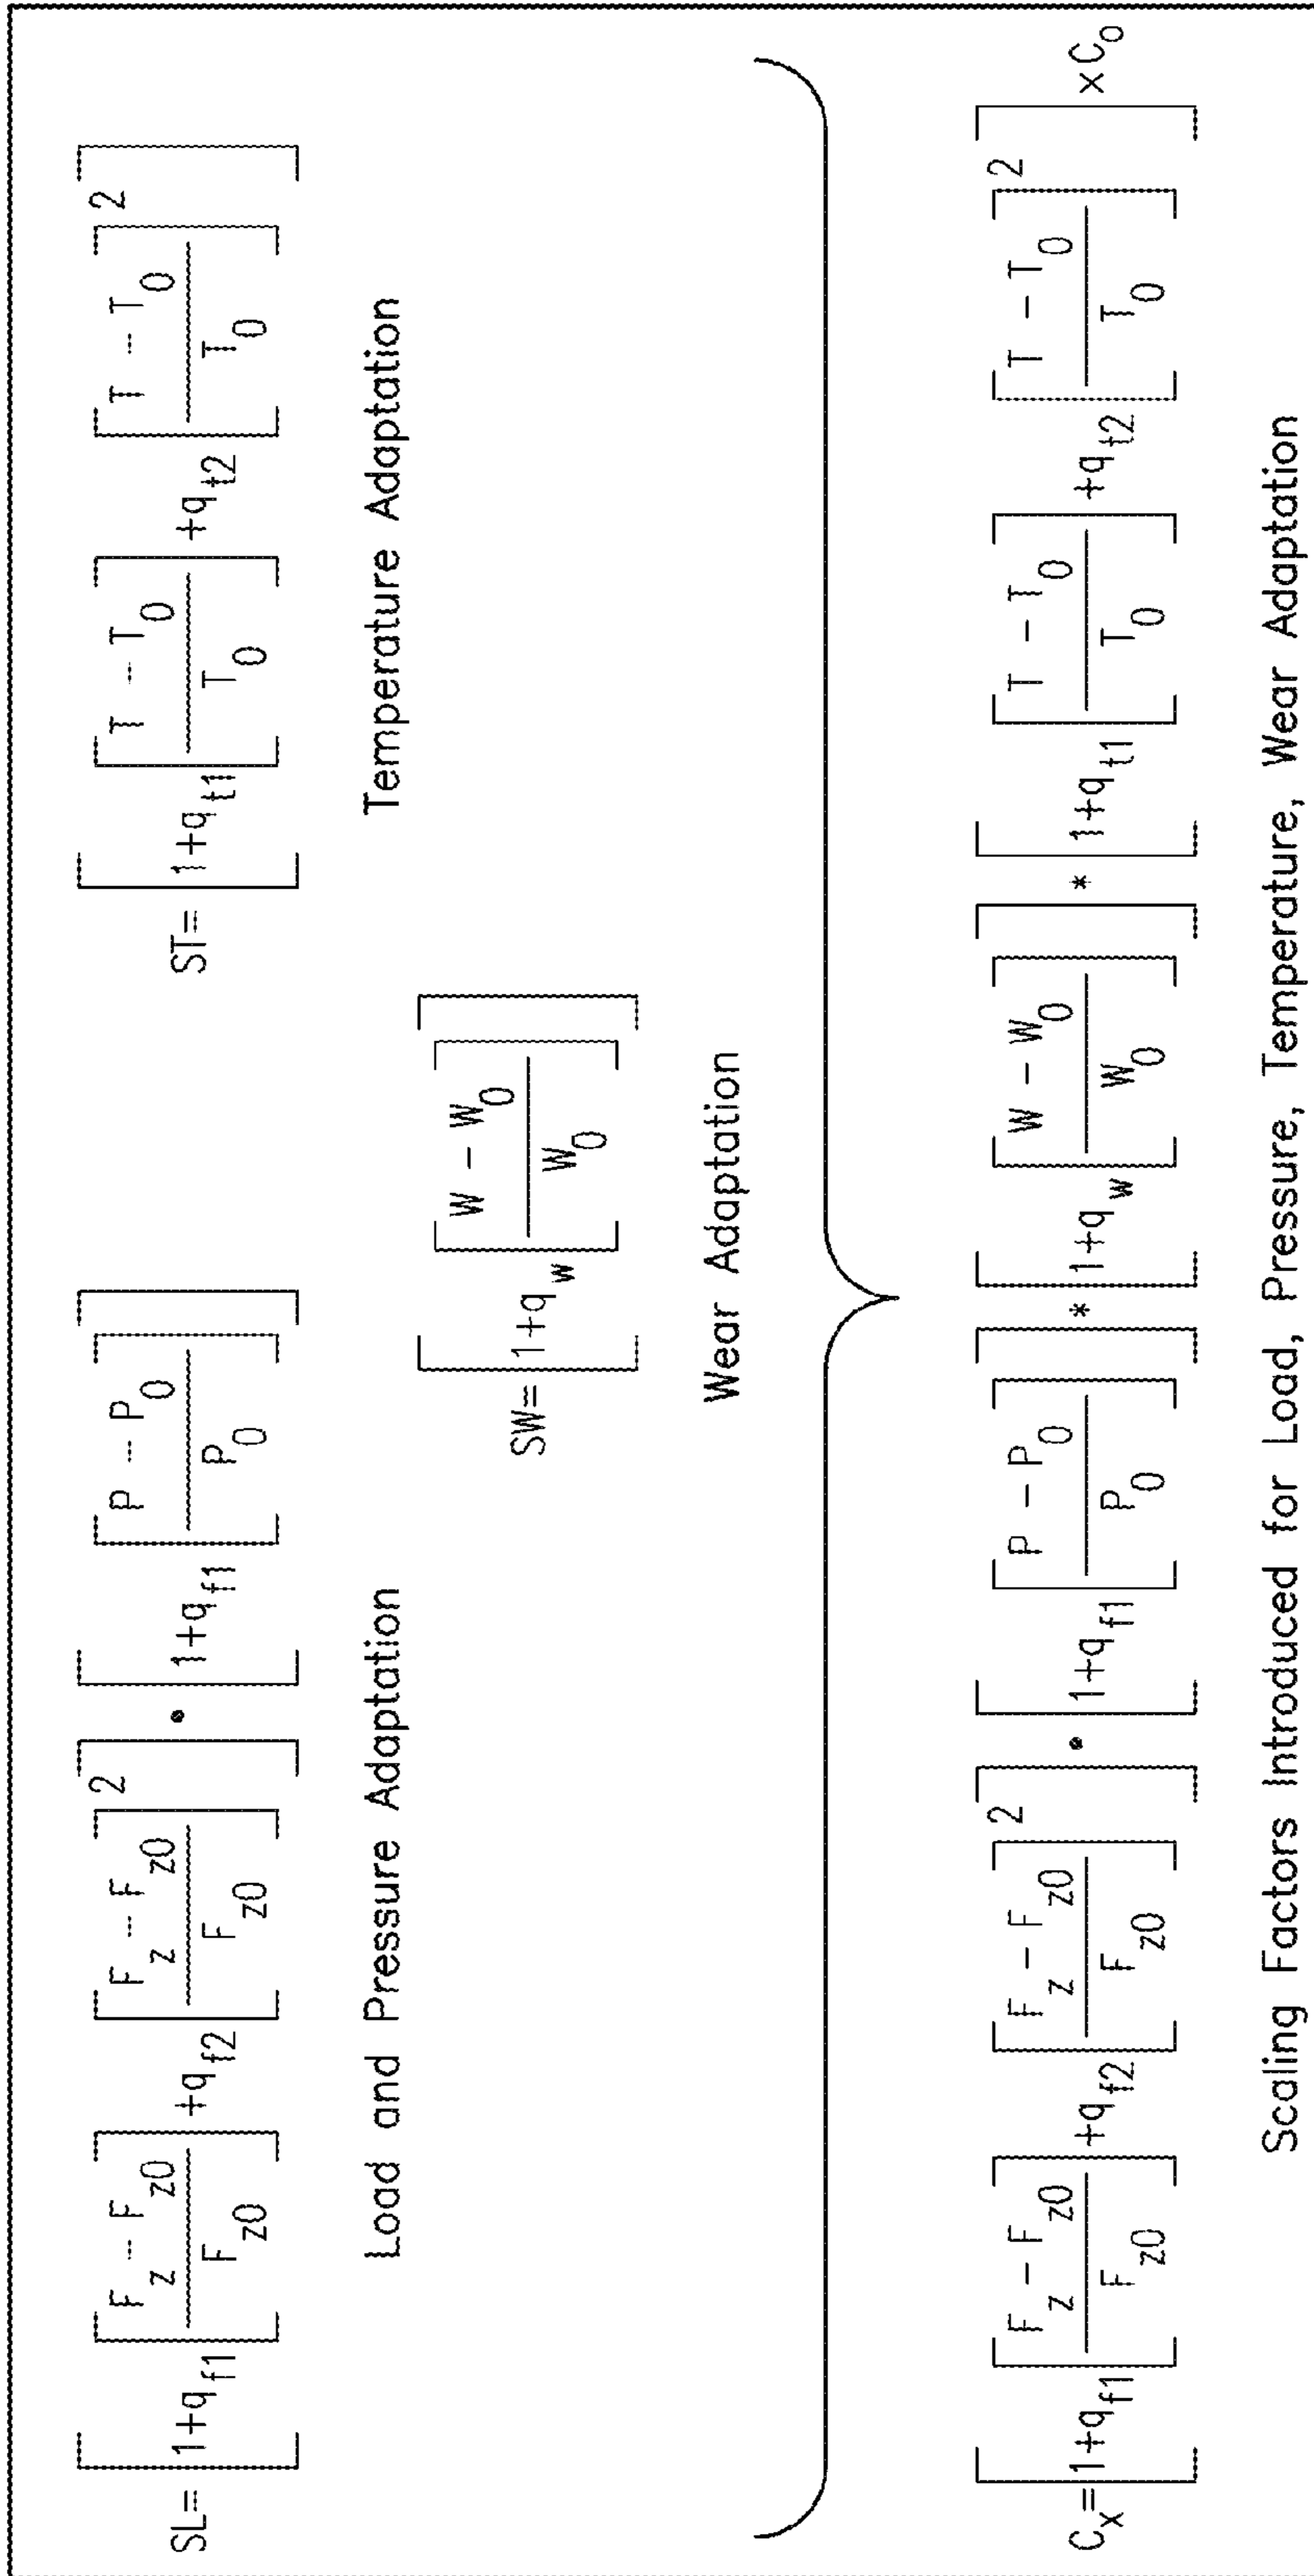 SL= [1+q_f1 [(F_z - F_z0) / F_z0] +q_f2 [(F_z - F_z0) / F_z0]^2] • [1+q_f1 [(P - P_0) / P_0]]
Load and Pressure Adaptation
ST= [1+q_t1 [(T - T_0) / T_0] +q_t2 [(T - T_0) / T_0]^2]
Temperature Adaptation
SW= [1+q_w [(W - W_0) / W_0]]
Wear Adaptation
C_x= [1+q_f1 [(F_z - F_z0) / F_z0] +q_f2 [(F_z - F_z0) / F_z0]^2] • [1+q_f1 [(P - P_0) / P_0]] * [1+q_w [(W - W_0) / W_0]] * [1+q_t1 [(T - T_0) / T_0] +q_t2 [(T - T_0) / T_0]^2] xC_0
Scaling Factors Introduced for Load, Pressure, Temperature, Wear Adaptation